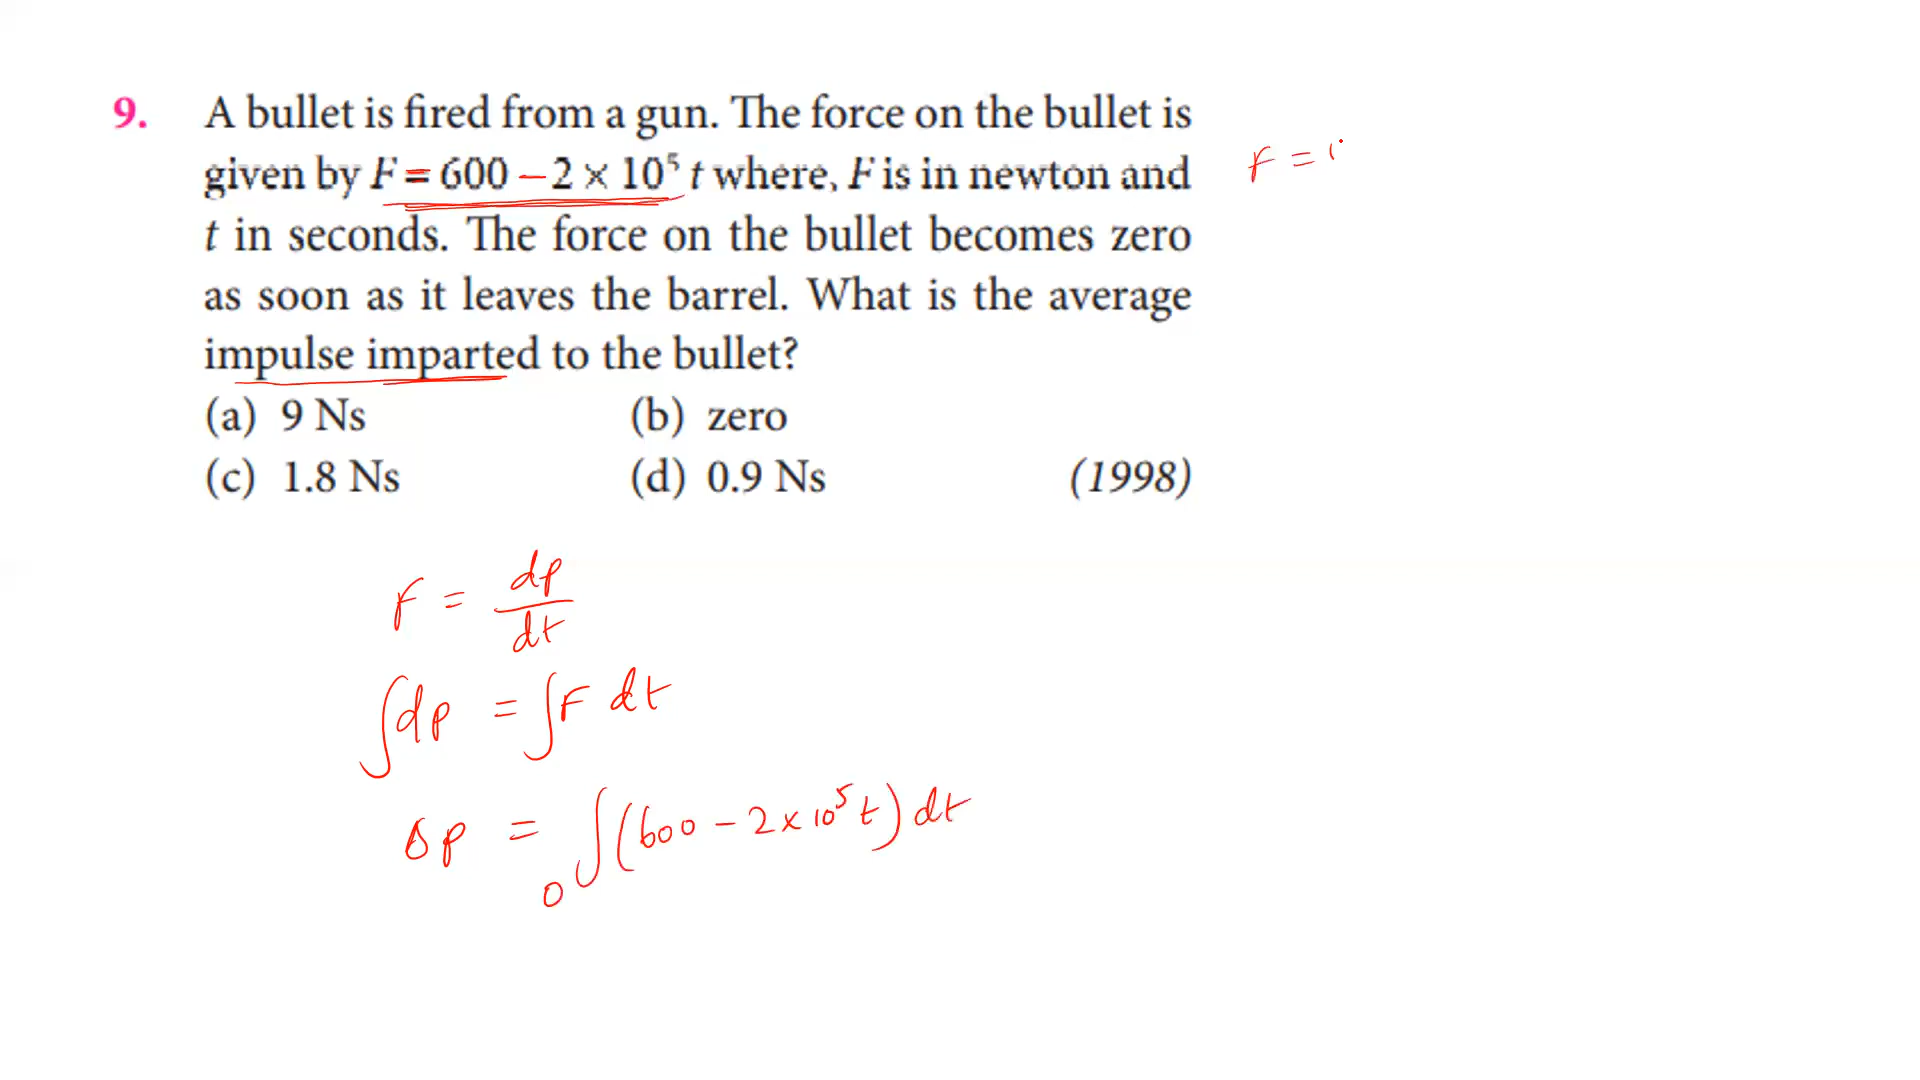 9. A bullet is fired from a gun. The force on the bullet is
given by F = 600 – 2 × 10⁵ t where, F is in newton and
t in seconds. The force on the bullet becomes zero
as soon as it leaves the barrel. What is the average
impulse imparted to the bullet?
(a) 9 Ns (b) zero
(c) 1.8 Ns (d) 0.9 Ns (1998)
F =
F = dp/dt
∫dp = ∫F dt
Δp = ∫₀(600 – 2 × 10⁵ t) dt